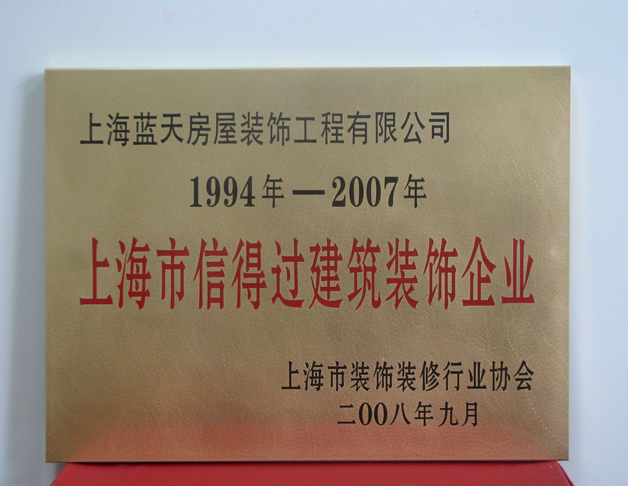 上海蓝天房屋装饰工程有限公司
1994年—2007年
上海市信得过建筑装饰企业
上海市装饰装修行业协会
二〇〇八年九月